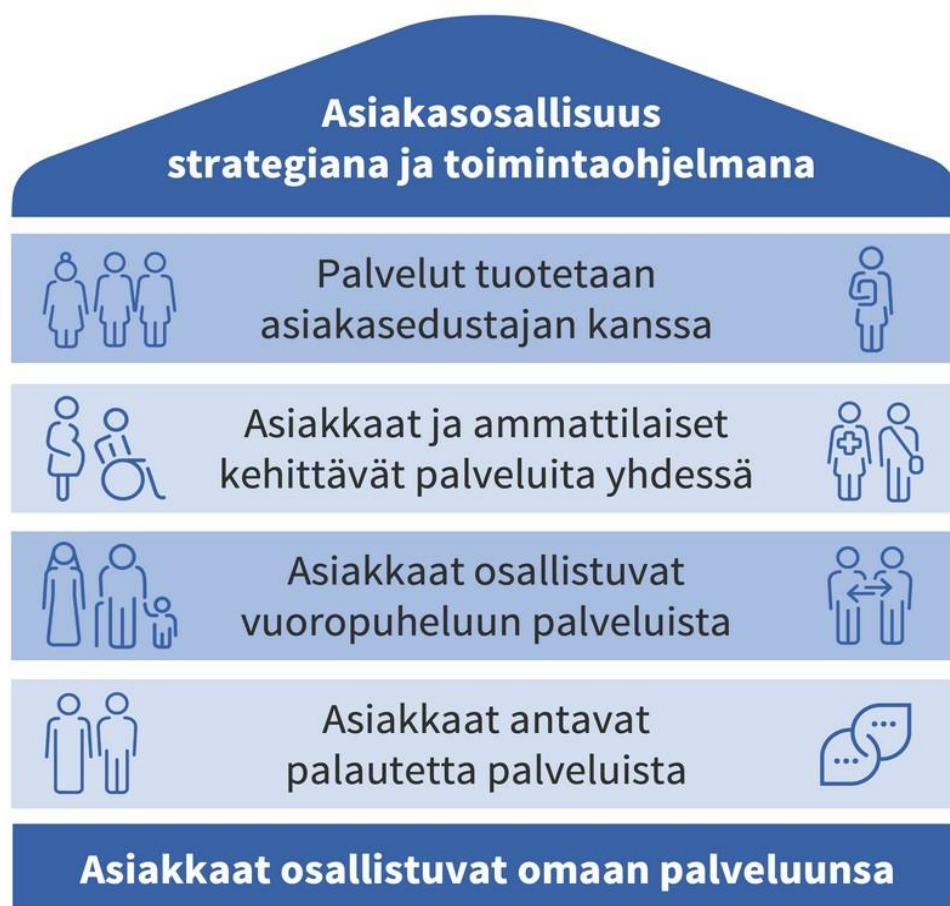 Asiakasosallisuus
strategiana ja toimintaohjelmana
Palvelut tuotetaan
asiakasedustajan kanssa
Asiakkaat ja ammattilaiset
kehittävät palveluita yhdessä
Asiakkaat osallistuvat
vuoropuheluun palveluista
Asiakkaat antavat
palautetta palveluista
Asiakkaat osallistuvat omaan palveluunsa